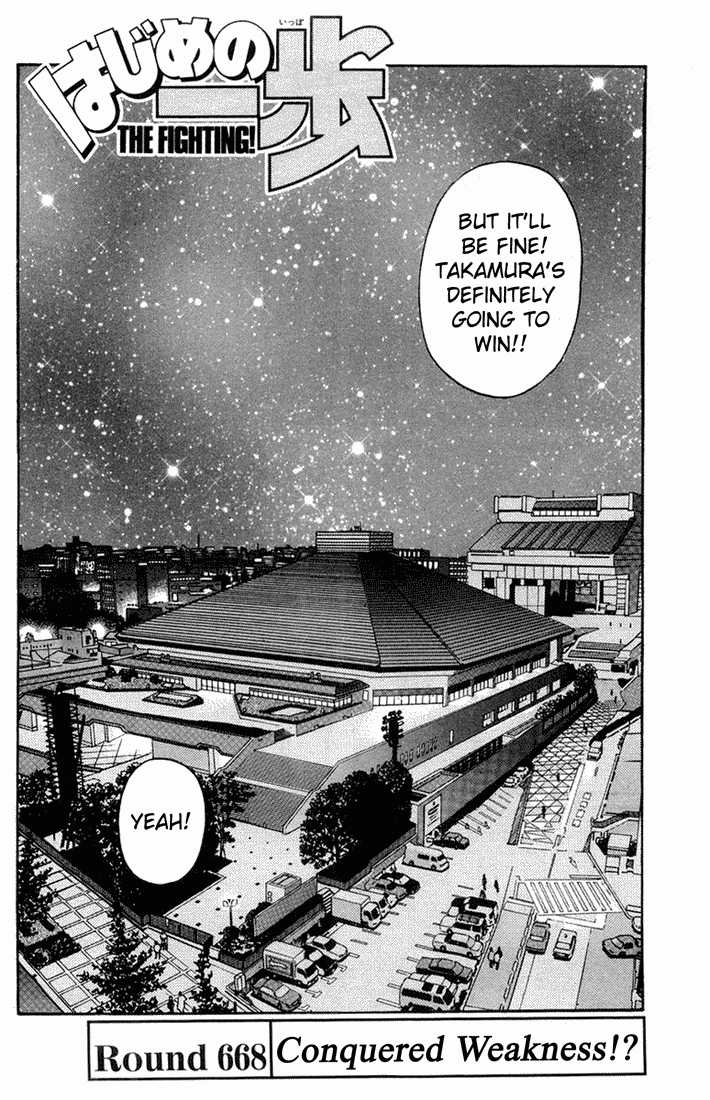 はじめの一歩
いっぽ
THE FIGHTING!
BUT IT'LL
BE FINE!
TAKAMURA'S
DEFINITELY
GOING TO
WIN!!
YEAH!
Round 668
Conquered Weakness!?